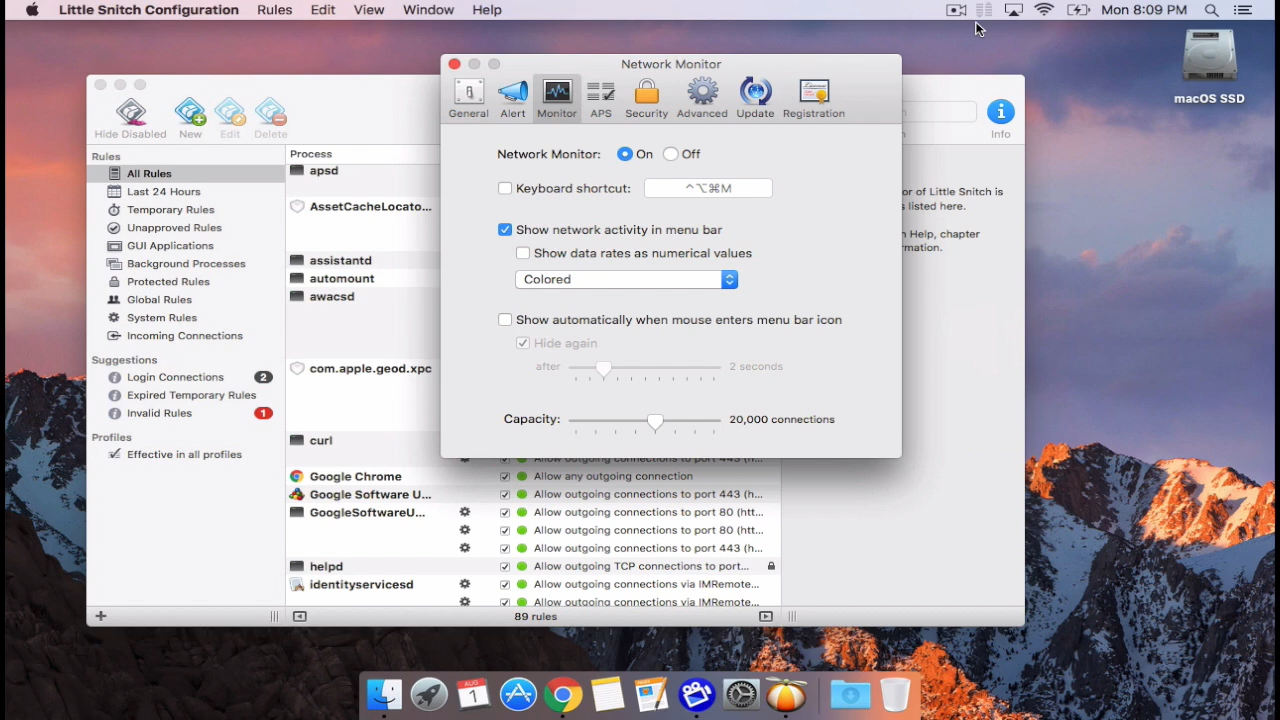 Little Snitch Configuration Rules Edit View Window Help Mon 8:09 PM
macOS SSD
Network Monitor
General Alert Monitor APS Security Advanced Update Registration
Hide Disabled New Edit Delete
Info
Network Monitor: On Off
Keyboard shortcut: ^⌥⌘M
Show network activity in menu bar
Show data rates as numerical values
Colored
Show automatically when mouse enters menu bar icon
Hide again
after 2 seconds
Capacity: 20,000 connections
Rules
All Rules
Last 24 Hours
Temporary Rules
Unapproved Rules
GUI Applications
Background Processes
Protected Rules
Global Rules
System Rules
Incoming Connections
Suggestions
Login Connections 2
Expired Temporary Rules
Invalid Rules 1
Profiles
Effective in all profiles
Process
apsd
AssetCacheLocato...
assistantd
automount
awacsd
com.apple.geod.xpc
curl
Google Chrome Allow any outgoing connection
Google Software U... Allow outgoing connections to port 443 (h...
GoogleSoftwareU... Allow outgoing connections to port 80 (htt...
Allow outgoing connections to port 80 (htt...
Allow outgoing connections to port 443 (h...
helpd Allow outgoing TCP connections to port...
identityservicesd Allow outgoing connections via IMRemote...
Allow outgoing connections via IMRemote...
89 rules
or of Little Snitch is
listed here.
Help, chapter
AUG
1